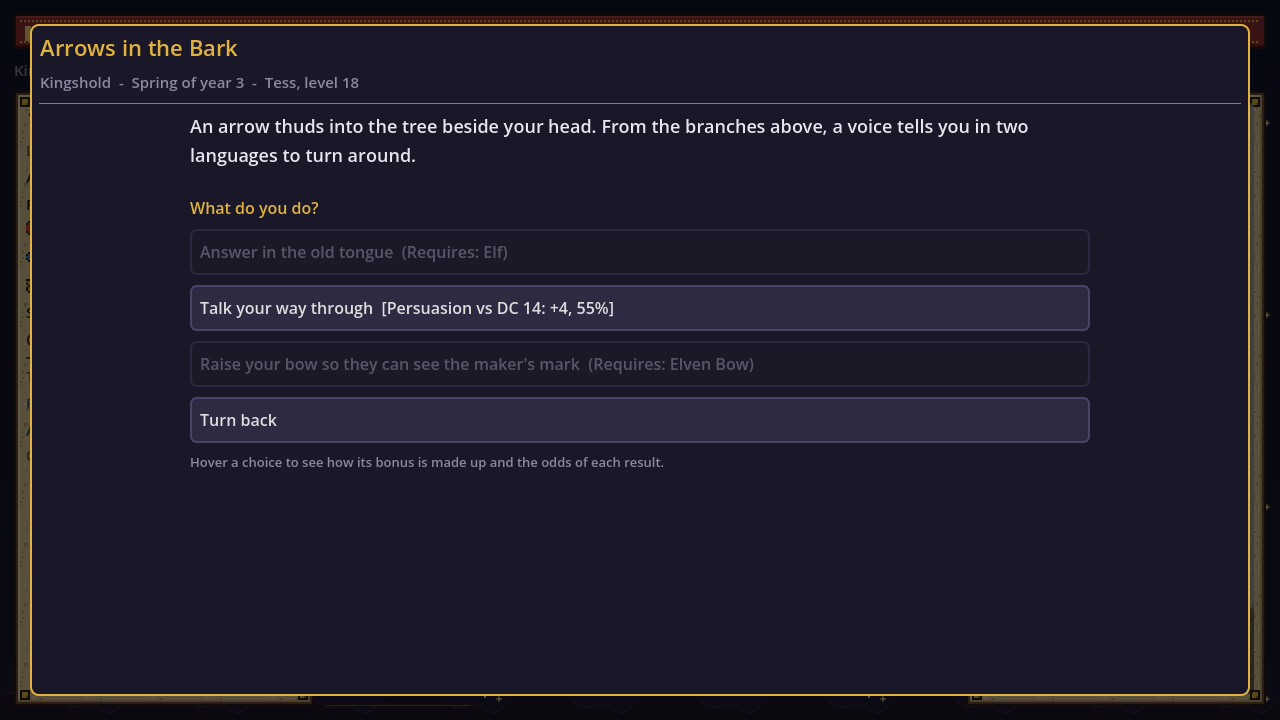 Arrows in the Bark
Kingshold - Spring of year 3 - Tess, level 18
An arrow thuds into the tree beside your head. From the branches above, a voice tells you in two
languages to turn around.
What do you do?
Answer in the old tongue (Requires: Elf)
Talk your way through [Persuasion vs DC 14: +4, 55%]
Raise your bow so they can see the maker's mark (Requires: Elven Bow)
Turn back
Hover a choice to see how its bonus is made up and the odds of each result.